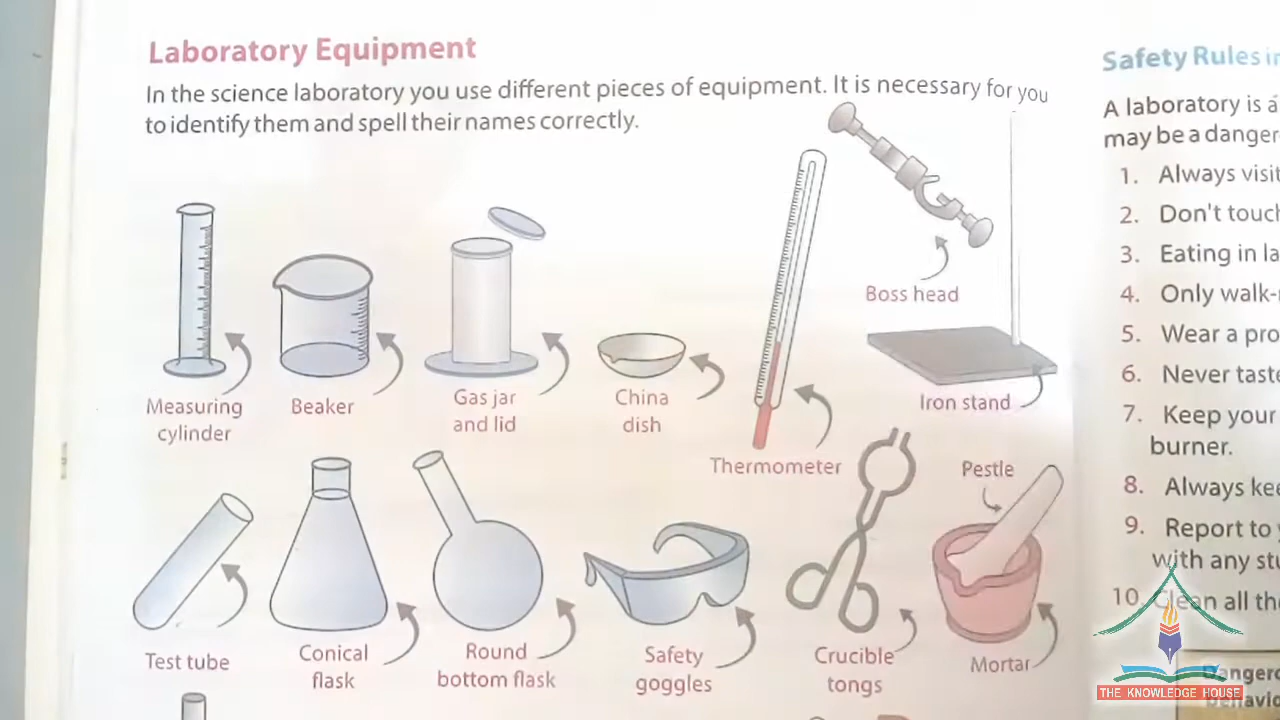 Laboratory Equipment
In the science laboratory you use different pieces of equipment. It is necessary for you
to identify them and spell their names correctly.
Boss head
Measuring
cylinder
Beaker
Gas jar
and lid
China
dish
Iron stand
Thermometer
Pestle
Test tube
Conical
flask
Round
bottom flask
Safety
goggles
Crucible
tongs
Mortar
Safety Rules in
A laboratory is a
may be a danger
1. Always visit
2. Don't touch
3. Eating in la
4. Only walk-
5. Wear a pro
6. Never taste
7. Keep your
burner.
8. Always kee
9. Report to
with any stu
10. Clean all the
Dangero
behavio
THE KNOWLEDGE HOUSE